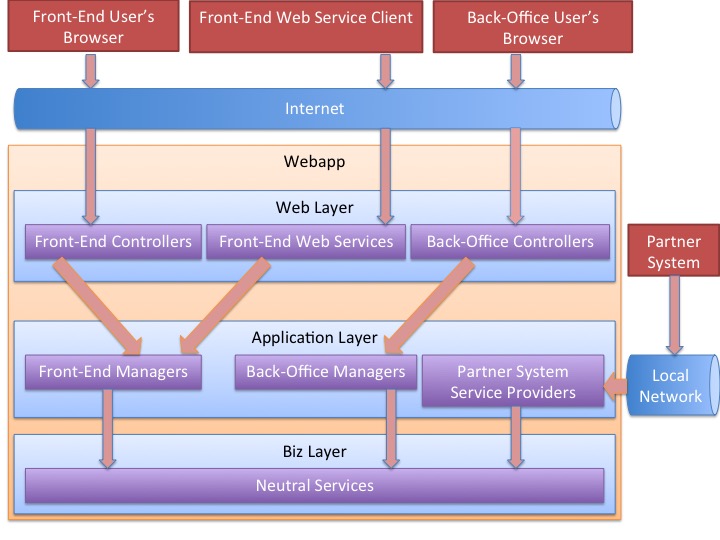 Front-End User's
Browser
Front-End Web Service Client
Back-Office User's
Browser
Internet
Webapp
Web Layer
Front-End Controllers
Front-End Web Services
Back-Office Controllers
Partner
System
Application Layer
Front-End Managers
Back-Office Managers
Partner System
Service Providers
Local
Network
Biz Layer
Neutral Services